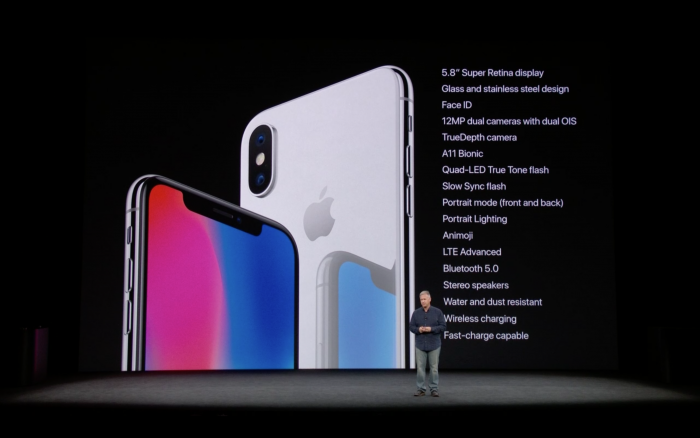 5.8” Super Retina display
Glass and stainless steel design
Face ID
12MP dual cameras with dual OIS
TrueDepth camera
A11 Bionic
Quad-LED True Tone flash
Slow Sync flash
Portrait mode (front and back)
Portrait Lighting
Animoji
LTE Advanced
Bluetooth 5.0
Stereo speakers
Water and dust resistant
Wireless charging
Fast-charge capable